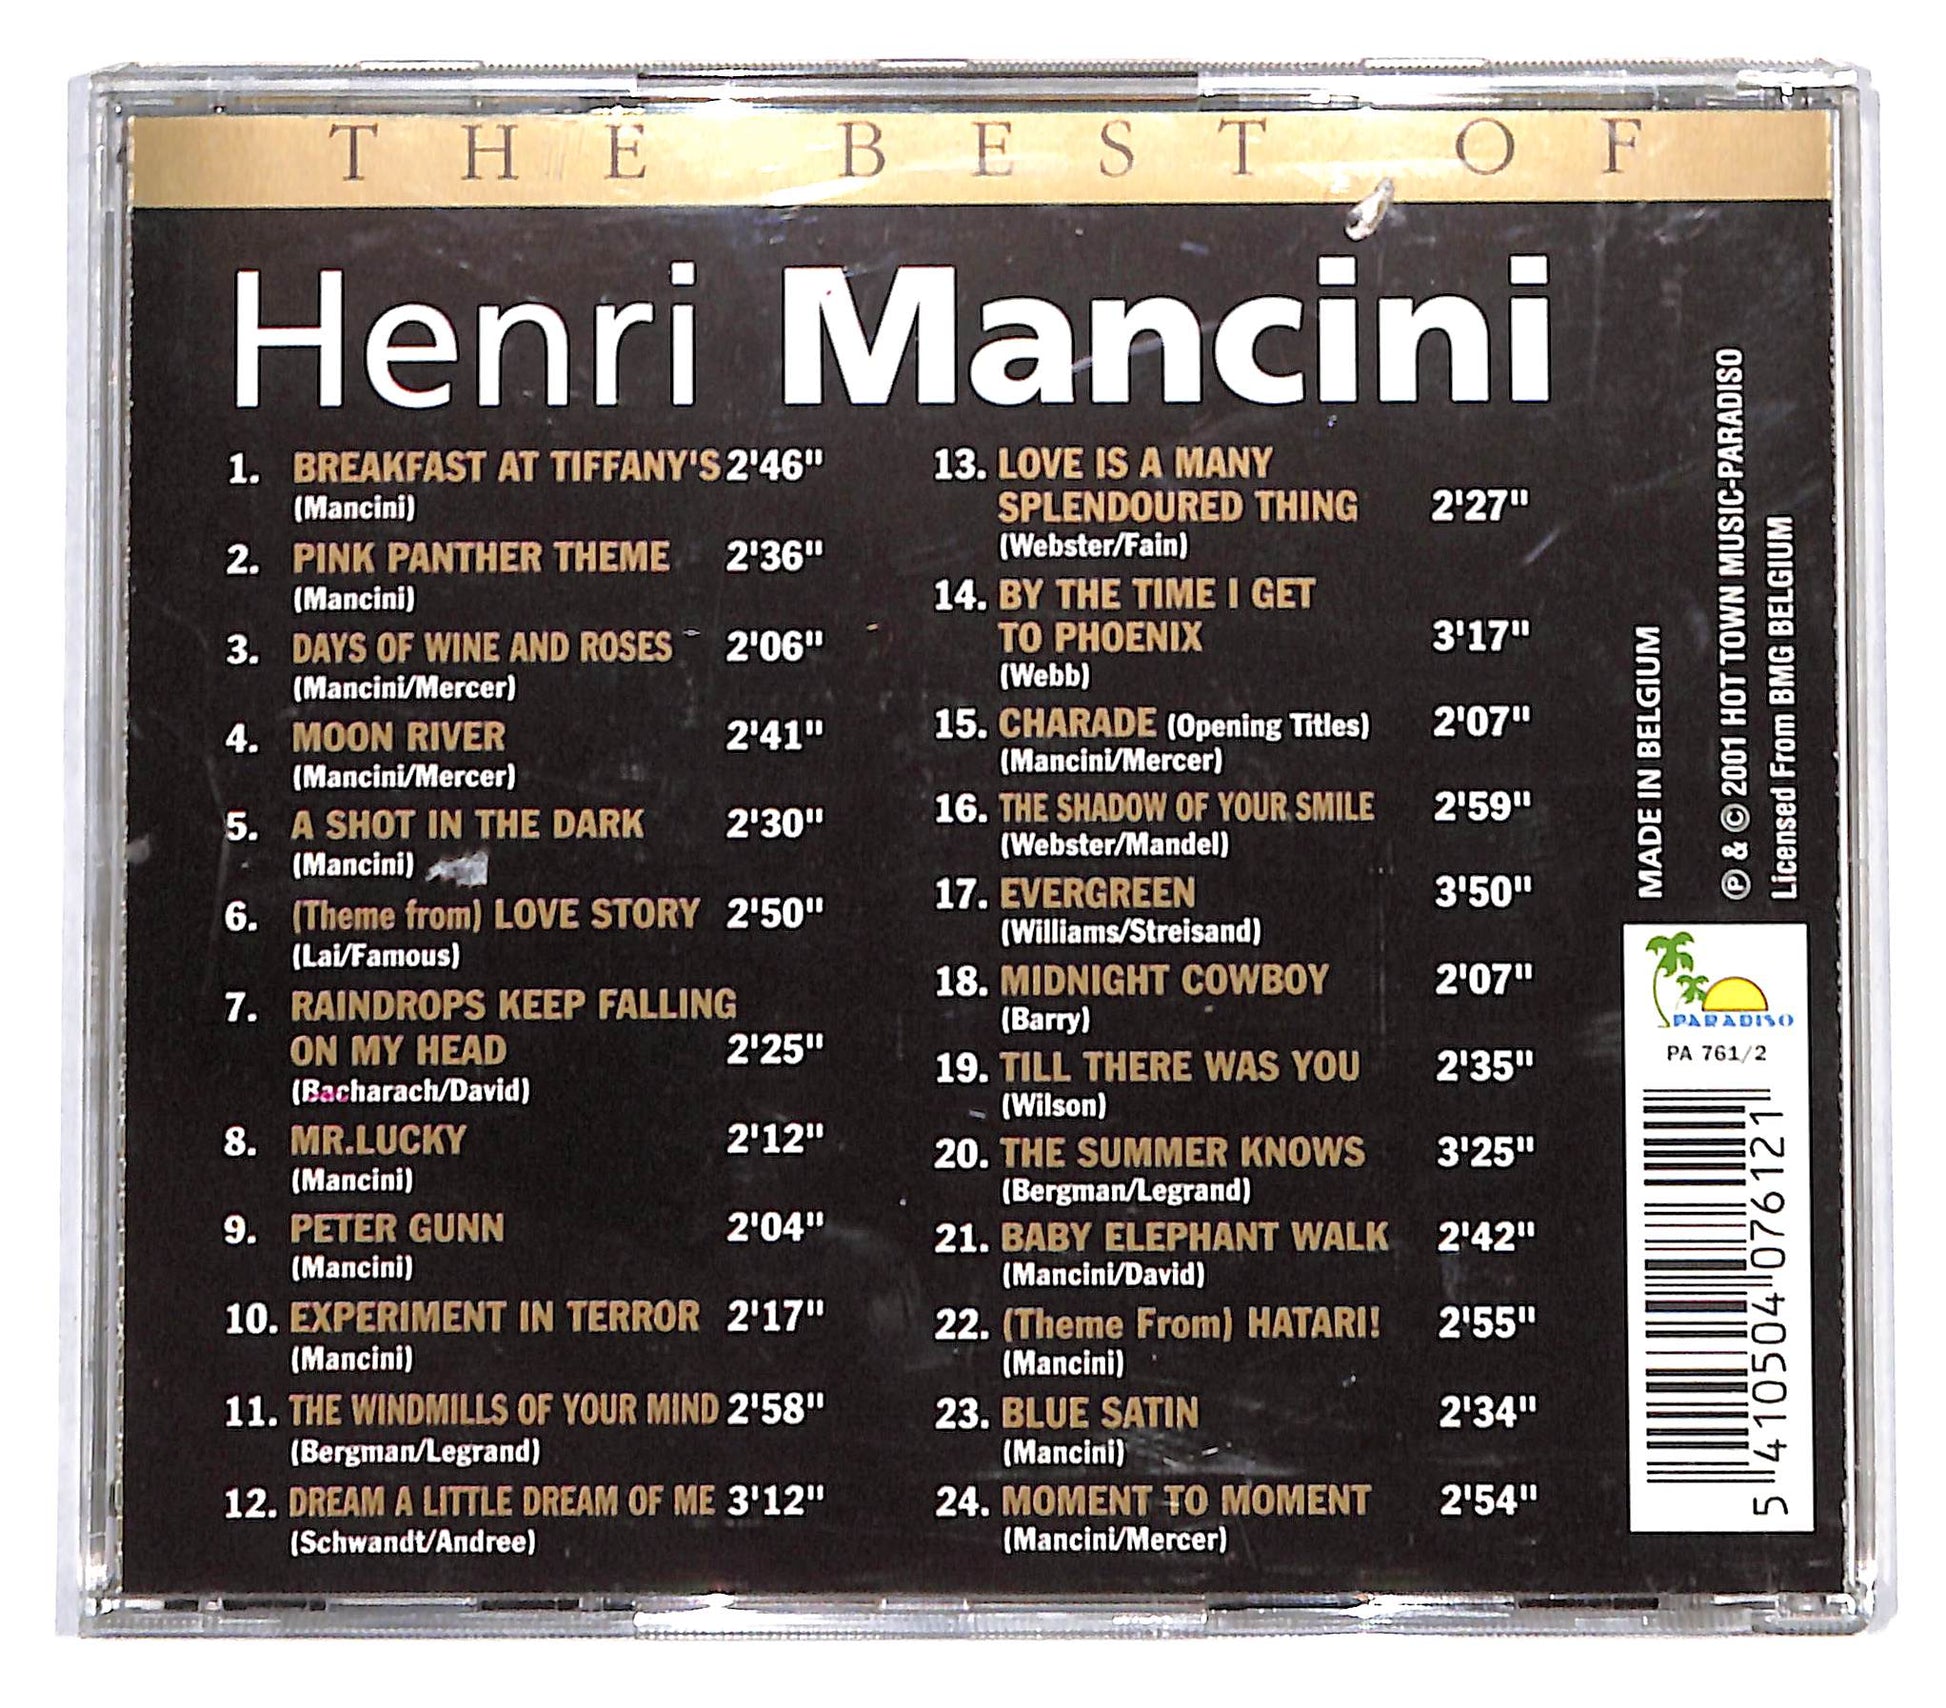 THE BEST OF
Henri Mancini
1. BREAKFAST AT TIFFANY'S 2'46"
(Mancini)
2. PINK PANTHER THEME 2'36"
(Mancini)
3. DAYS OF WINE AND ROSES 2'06"
(Mancini/Mercer)
4. MOON RIVER 2'41"
(Mancini/Mercer)
5. A SHOT IN THE DARK 2'30"
(Mancini)
6. (Theme from) LOVE STORY 2'50"
(Lai/Famous)
7. RAINDROPS KEEP FALLING
ON MY HEAD 2'25"
(Bacharach/David)
8. MR.LUCKY 2'12"
(Mancini)
9. PETER GUNN 2'04"
(Mancini)
10. EXPERIMENT IN TERROR 2'17"
(Mancini)
11. THE WINDMILLS OF YOUR MIND 2'58"
(Bergman/Legrand)
12. DREAM A LITTLE DREAM OF ME 3'12"
(Schwandt/Andree)
13. LOVE IS A MANY
SPLENDOURED THING 2'27"
(Webster/Fain)
14. BY THE TIME I GET
TO PHOENIX 3'17"
(Webb)
15. CHARADE (Opening Titles) 2'07"
(Mancini/Mercer)
16. THE SHADOW OF YOUR SMILE 2'59"
(Webster/Mandel)
17. EVERGREEN 3'50"
(Williams/Streisand)
18. MIDNIGHT COWBOY 2'07"
(Barry)
19. TILL THERE WAS YOU 2'35"
(Wilson)
20. THE SUMMER KNOWS 3'25"
(Bergman/Legrand)
21. BABY ELEPHANT WALK 2'42"
(Mancini/David)
22. (Theme From) HATARI! 2'55"
(Mancini)
23. BLUE SATIN 2'34"
(Mancini)
24. MOMENT TO MOMENT 2'54"
(Mancini/Mercer)
MADE IN BELGIUM
℗ & © 2001 HOT TOWN MUSIC-PARADISO
Licensed From BMG BELGIUM
PARADISO
PA 761/2
5 410504 076121